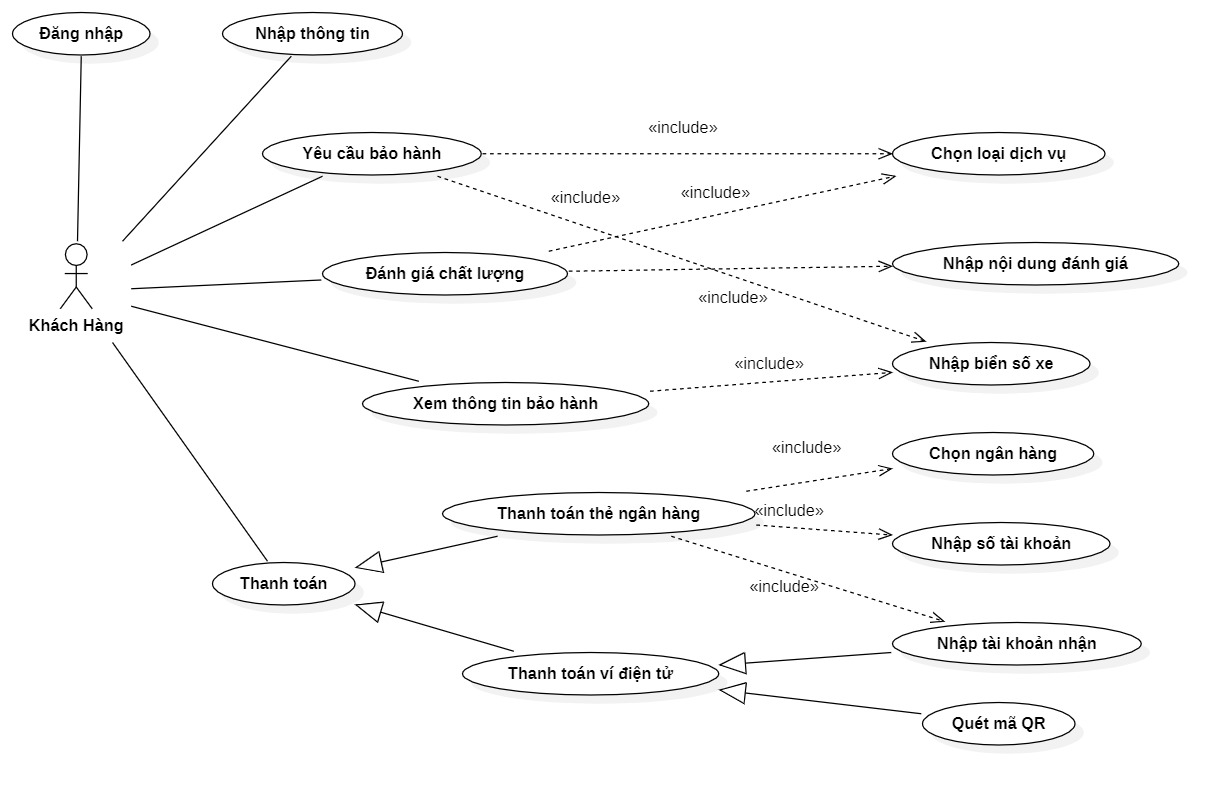 Đăng nhập
Nhập thông tin
«include»
Yêu cầu bảo hành
Chọn loại dịch vụ
«include»
«include»
Đánh giá chất lượng
Nhập nội dung đánh giá
«include»
Khách Hàng
«include»
Nhập biển số xe
Xem thông tin bảo hành
«include»
Chọn ngân hàng
Thanh toán thẻ ngân hàng
«include»
Nhập số tài khoản
Thanh toán
«include»
Nhập tài khoản nhận
Thanh toán ví điện tử
Quét mã QR